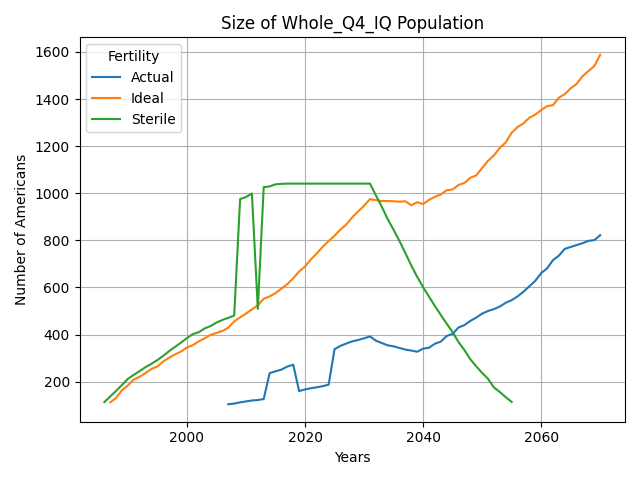 Size of Whole_Q4_IQ Population
Fertility
Actual
Ideal
Sterile
Number of Americans
1600
1400
1200
1000
800
600
400
200
2000
2020
2040
2060
Years